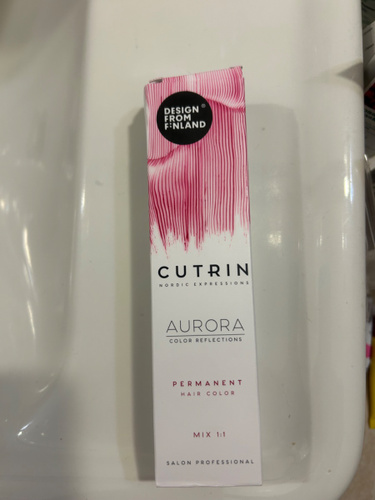 DESIGN®
FROM
FINLAND
CUTRIN
NORDIC EXPRESSIONS
AURORA
COLOR REFLECTIONS
PERMANENT
HAIR COLOR
MIX 1:1
SALON PROFESSIONAL